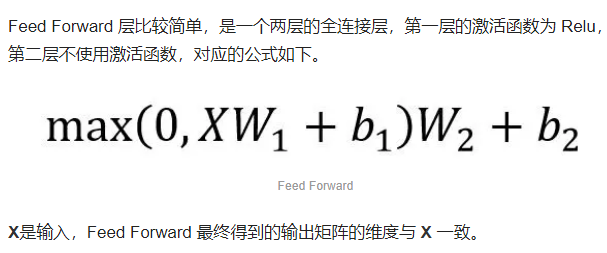 Feed Forward 层比较简单，是一个两层的全连接层，第一层的激活函数为 Relu，
第二层不使用激活函数，对应的公式如下。
max(0, XW₁ + b₁)W₂ + b₂
Feed Forward
X是输入，Feed Forward 最终得到的输出矩阵的维度与 X 一致。